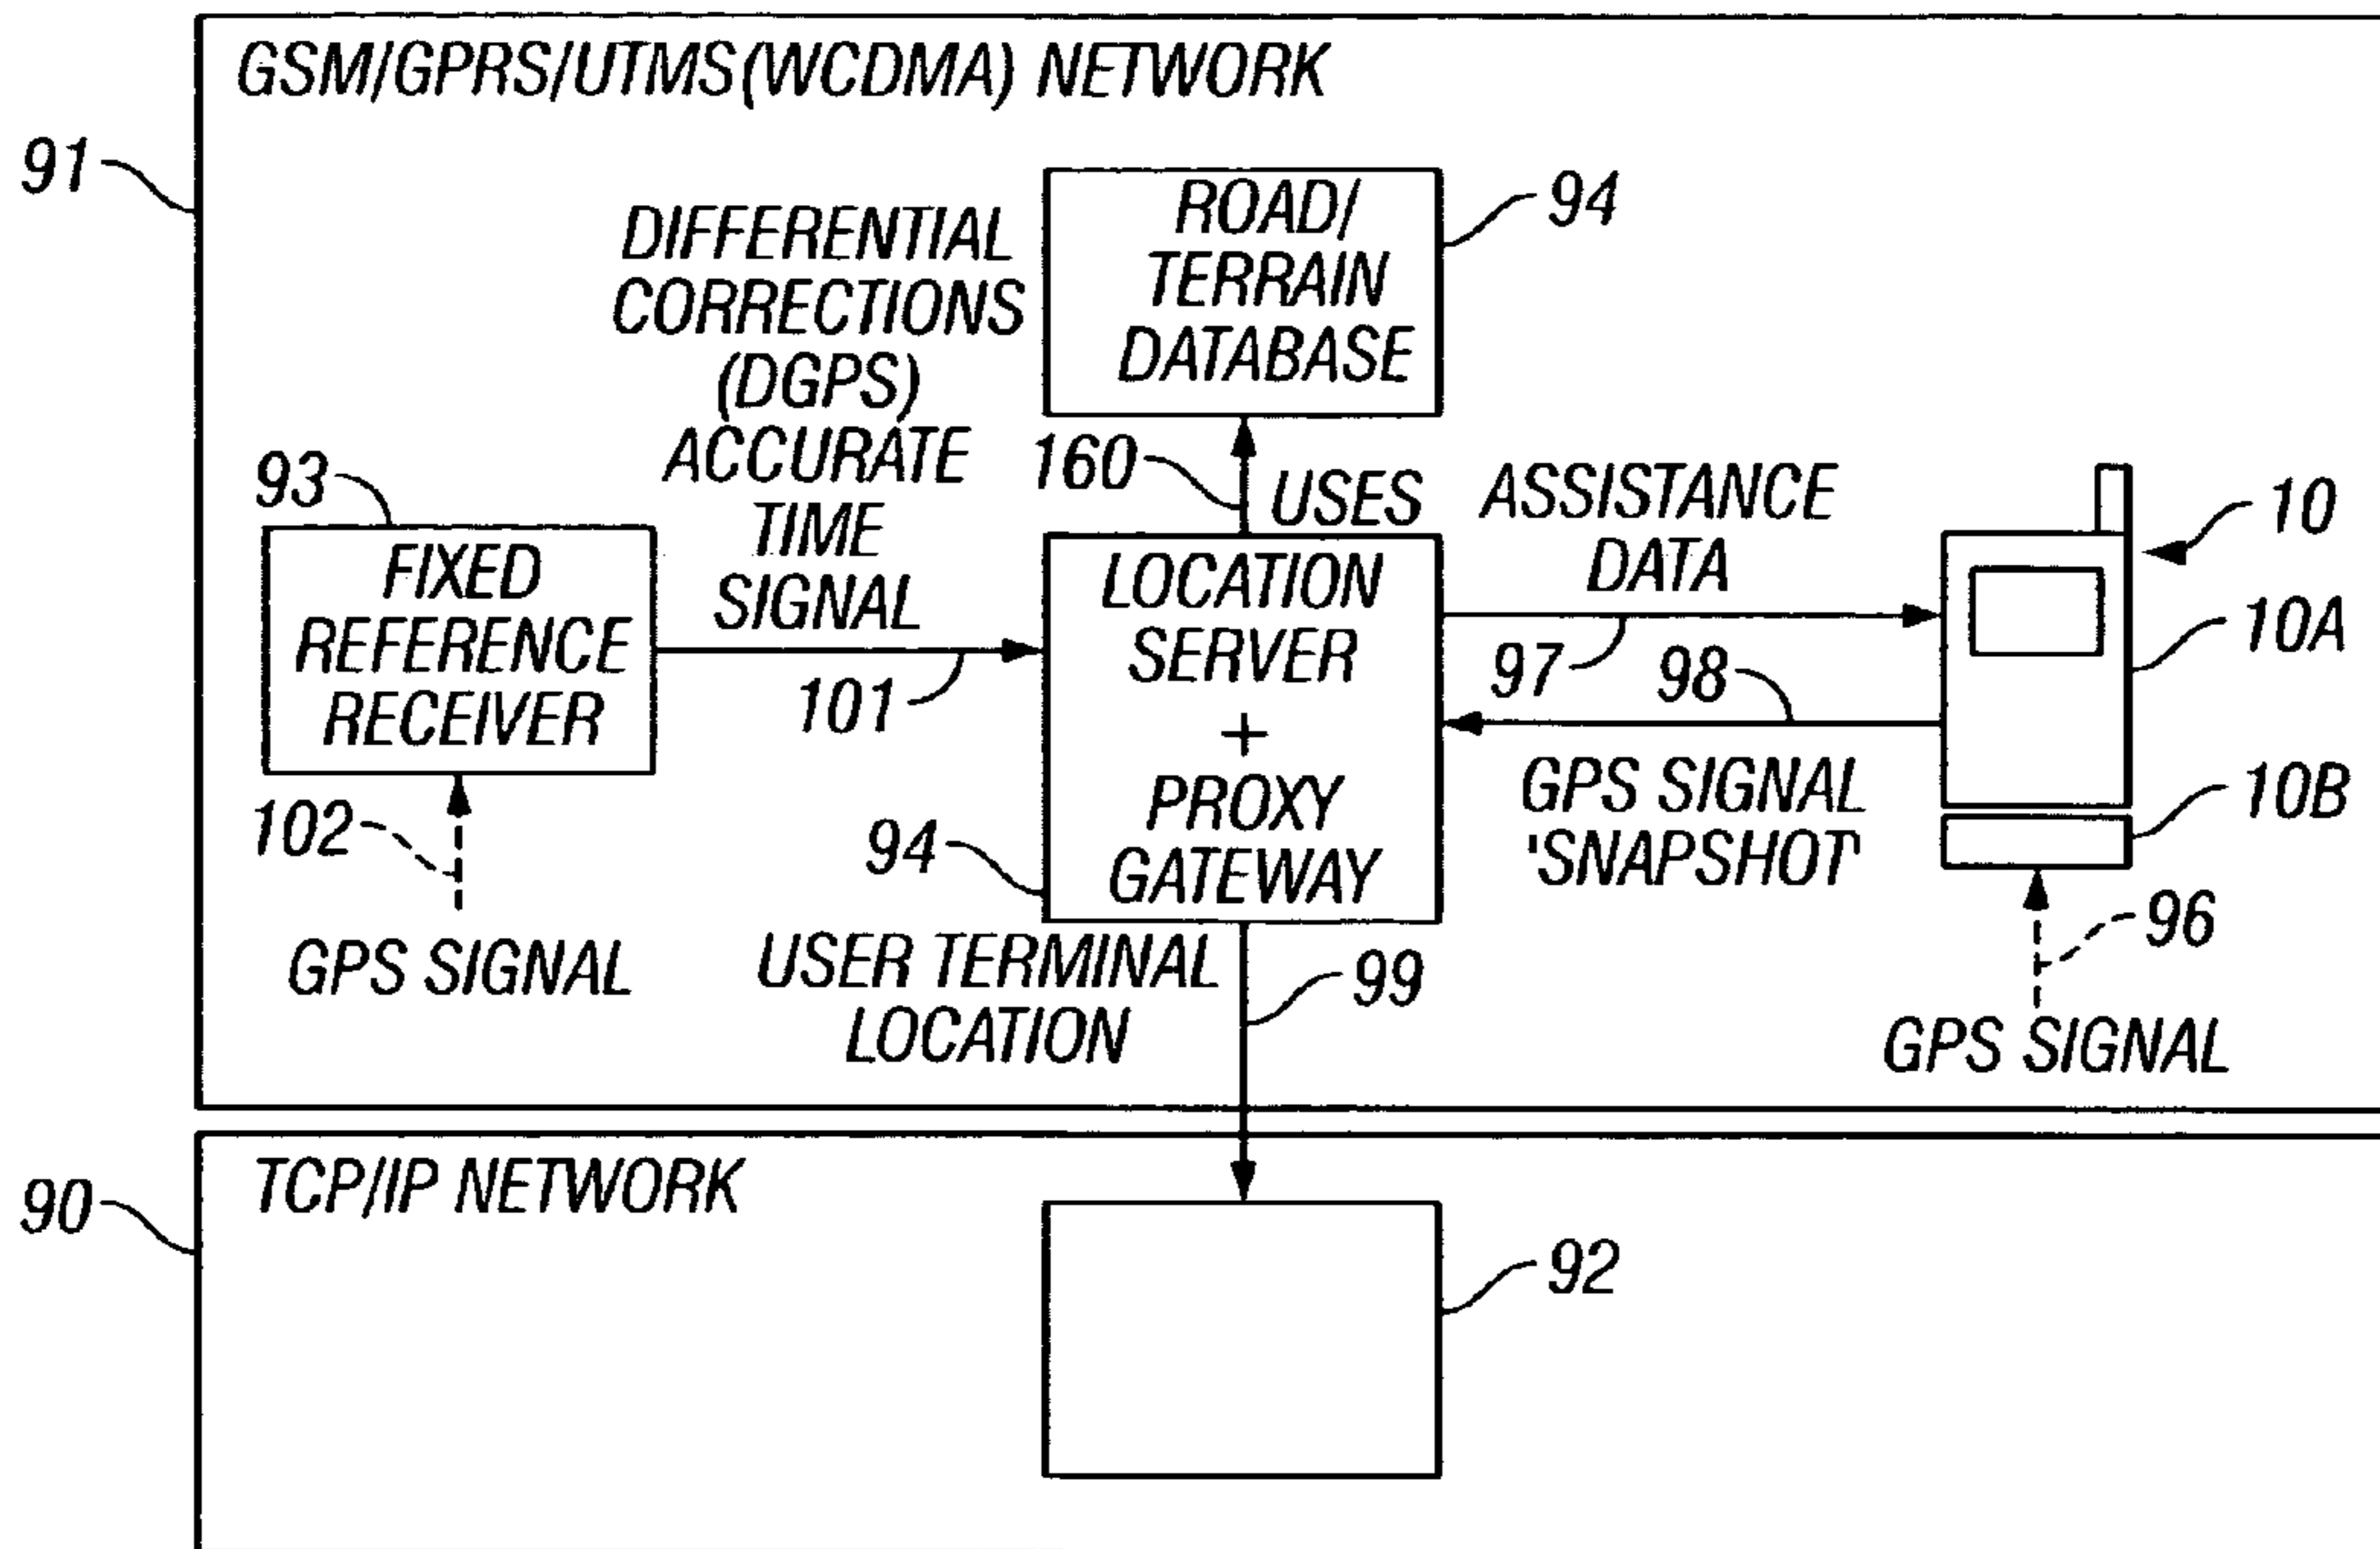 GSM/GPRS/UTMS(WCDMA) NETWORK
91
ROAD/
TERRAIN
DATABASE
94
DIFFERENTIAL
CORRECTIONS
(DGPS)
ACCURATE
TIME
SIGNAL
160
USES
93
FIXED
REFERENCE
RECEIVER
101
LOCATION
SERVER
+
PROXY
GATEWAY
94
ASSISTANCE
DATA
97
98
GPS SIGNAL
'SNAPSHOT'
10
10A
10B
96
GPS SIGNAL
102
GPS SIGNAL
USER TERMINAL
LOCATION
99
90
TCP/IP NETWORK
92